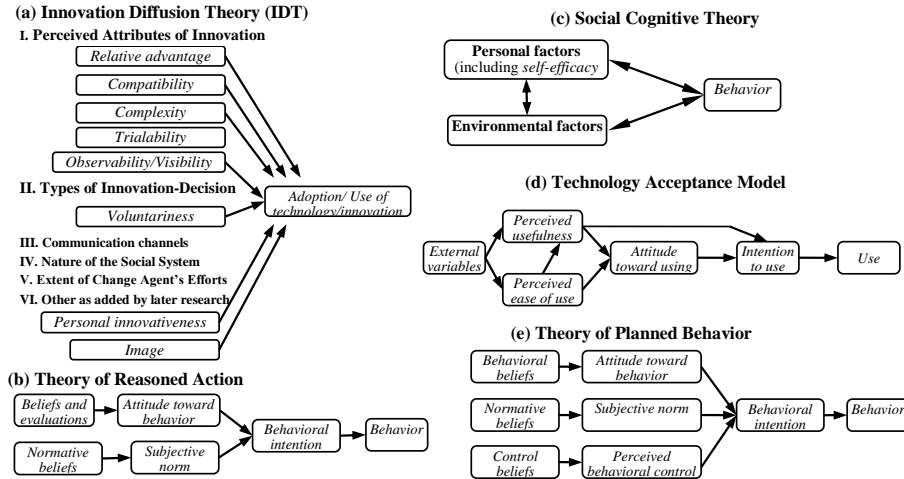 (a) Innovation Diffusion Theory (IDT)
I. Perceived Attributes of Innovation
Relative advantage
Compatibility
Complexity
Trialability
Observability/Visibility
II. Types of Innovation-Decision
Voluntariness
Adoption/ Use of
technology/innovation
III. Communication channels
IV. Nature of the Social System
V. Extent of Change Agent's Efforts
VI. Other as added by later research
Personal innovativeness
Image
(b) Theory of Reasoned Action
Beliefs and
evaluations
Attitude toward
behavior
Normative
beliefs
Subjective
norm
Behavioral
intention
Behavior
(c) Social Cognitive Theory
Personal factors
(including self-efficacy
Environmental factors
Behavior
(d) Technology Acceptance Model
External
variables
Perceived
usefulness
Perceived
ease of use
Attitude
toward using
Intention
to use
Use
(e) Theory of Planned Behavior
Behavioral
beliefs
Attitude toward
behavior
Normative
beliefs
Subjective norm
Control
beliefs
Perceived
behavioral control
Behavioral
intention
Behavior